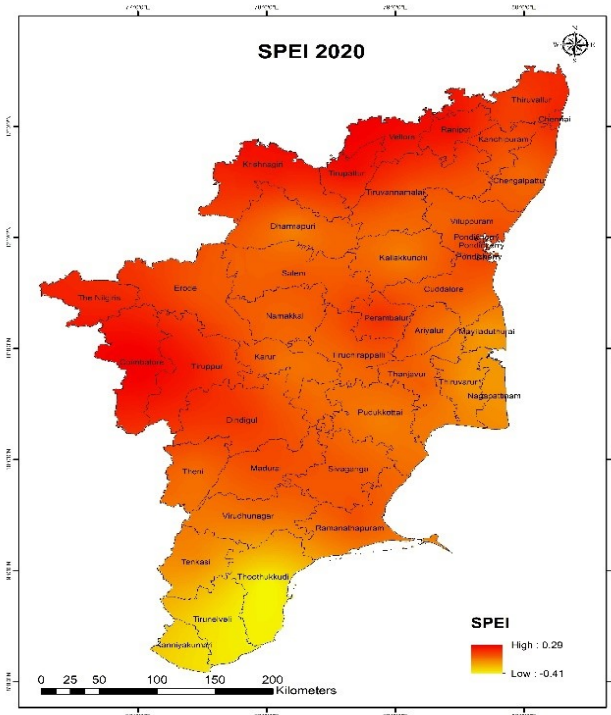 SPEI 2020
N
Thiruvallur
Chennai
Vellore
Ranipet
Kanchipuram
Krishnagiri
Tirupattur
Chengalpattu
Tiruvannamalai
Dharmapuri
Viluppuram
Pondicherry
Pondicherry
Pondicherry
Kallakkurichi
Salem
Erode
Cuddalore
The Nilgiris
Namakkal
Perambalur
Ariyalur
Mayiladuthurai
Coimbatore
Tiruppur
Karur
Tiruchirappalli
Thanjavur
Thiruvarur
Nagapattinam
Pudukkottai
Dindigul
Theni
Madurai
Sivaganga
Virudhunagar
Ramanathapuram
Tenkasi
Thoothukkudi
Tirunelveli
Kanniyakumari
SPEI
High : 0.29
Low : -0.41
0 25 50 100 150 200
Kilometers